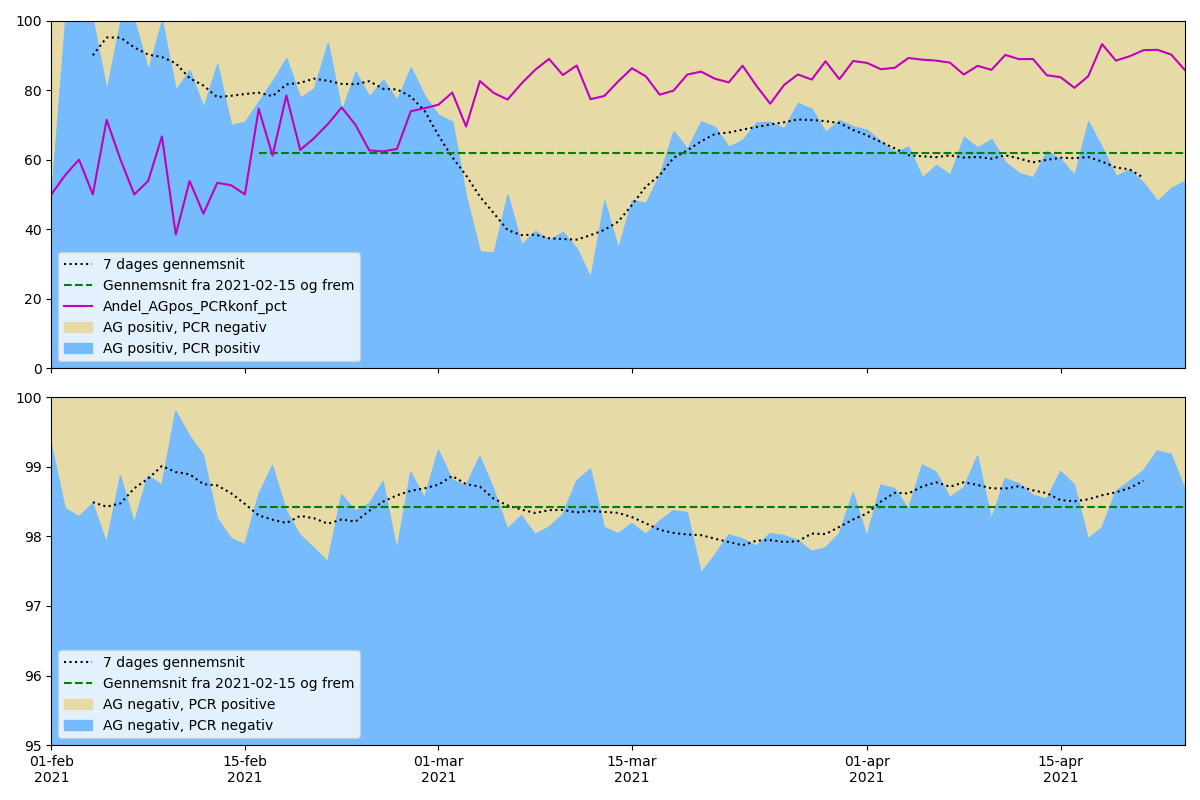 100
80
60
40
20
0
7 dages gennemsnit
Gennemsnit fra 2021-02-15 og frem
Andel_AGpos_PCRkonf_pct
AG positiv, PCR negativ
AG positiv, PCR positiv
100
99
98
97
96
95
7 dages gennemsnit
Gennemsnit fra 2021-02-15 og frem
AG negativ, PCR positive
AG negativ, PCR negativ
01-feb 15-feb 01-mar 15-mar 01-apr 15-apr
2021 2021 2021 2021 2021 2021